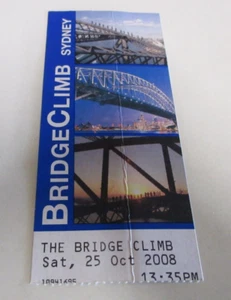 BRIDGECLIMB
SYDNEY
THE BRIDGE CLIMB
Sat, 25 Oct 2008
13:35PM